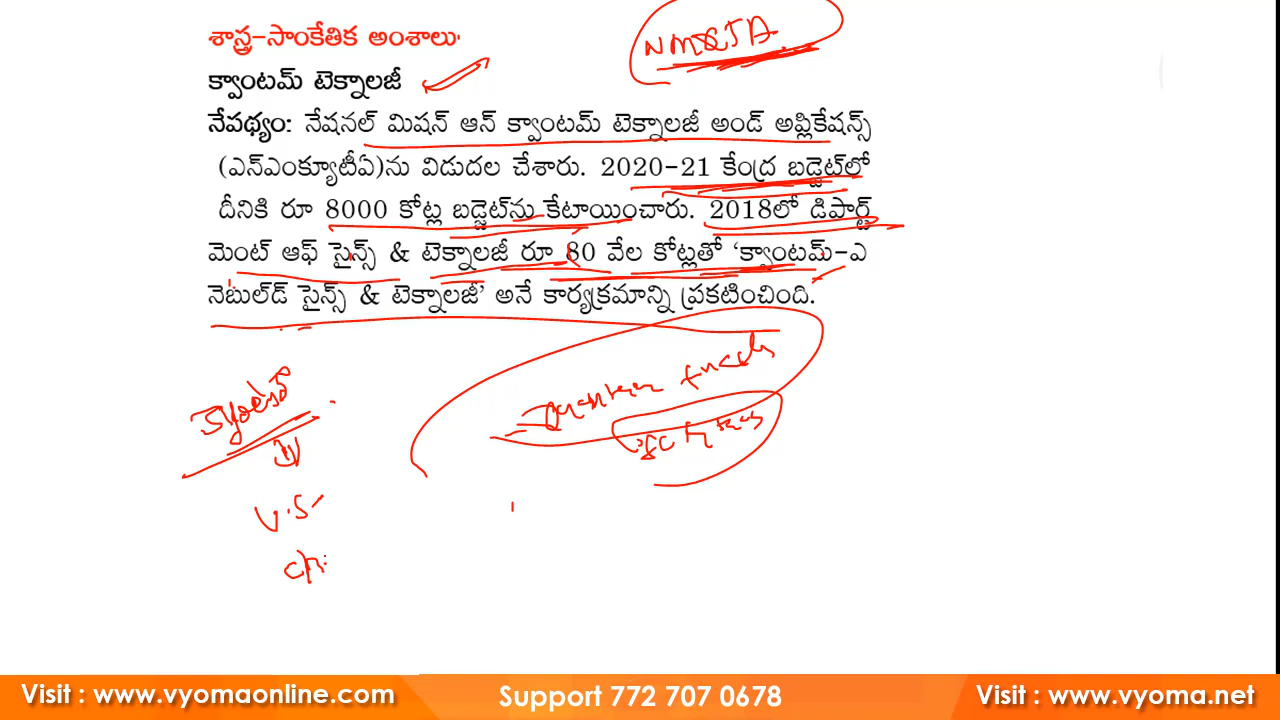 శాస్త్ర-సాంకేతిక అంశాలు
NMQTA
క్వాంటమ్ టెక్నాలజీ
నేపథ్యం: నేషనల్ మిషన్ ఆన్ క్వాంటమ్ టెక్నాలజీ అండ్ అప్లికేషన్స్
(ఎన్ఎంక్యూటీఏ)ను విడుదల చేశారు. 2020-21 కేంద్ర బడ్జెట్‌లో
దీనికి రూ 8000 కోట్ల బడ్జెట్‌ను కేటాయించారు. 2018లో డిపార్ట్
మెంట్ ఆఫ్ సైన్స్ & టెక్నాలజీ రూ 80 వేల కోట్లతో ‘క్వాంటమ్-ఎ
నెబుల్‌డ్ సైన్స్ & టెక్నాలజీ’ అనే కార్యక్రమాన్ని ప్రకటించింది.
V.S
Visit : www.vyomaonline.com
Support 772 707 0678
Visit : www.vyoma.net